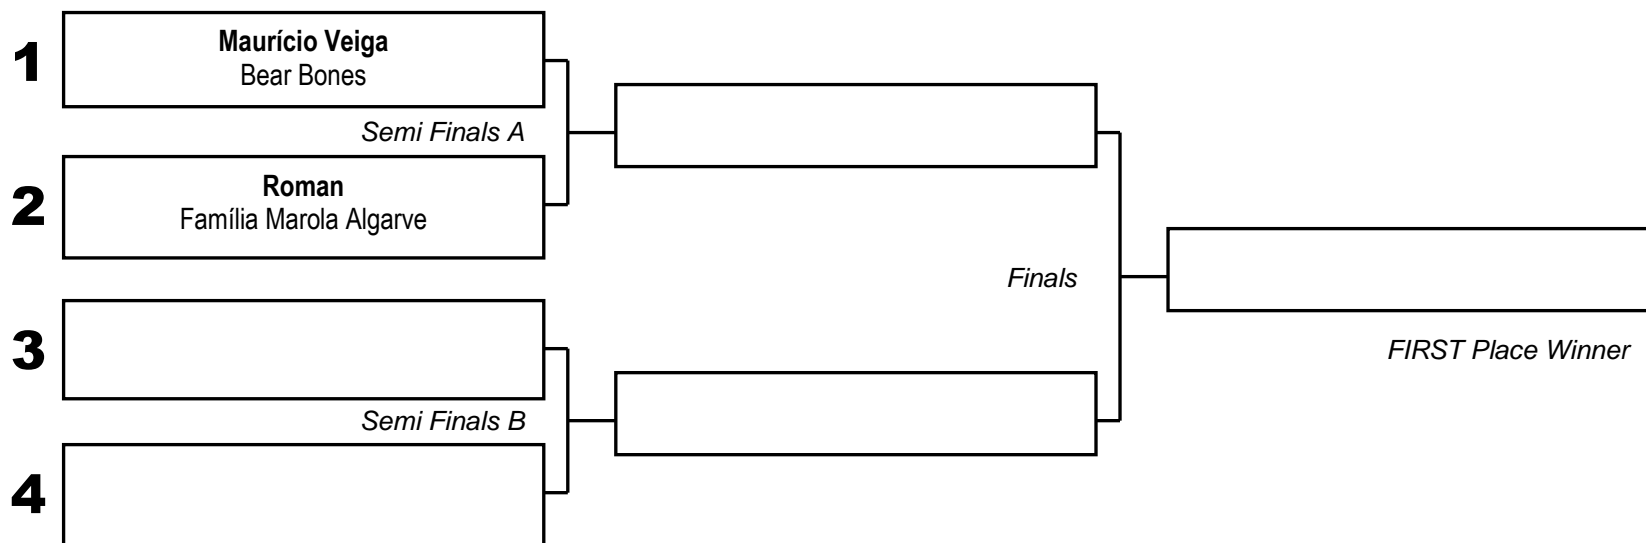 1
Maurício Veiga
Bear Bones
Semi Finals A
2
Roman
Família Marola Algarve
Finals
FIRST Place Winner
3
Semi Finals B
4